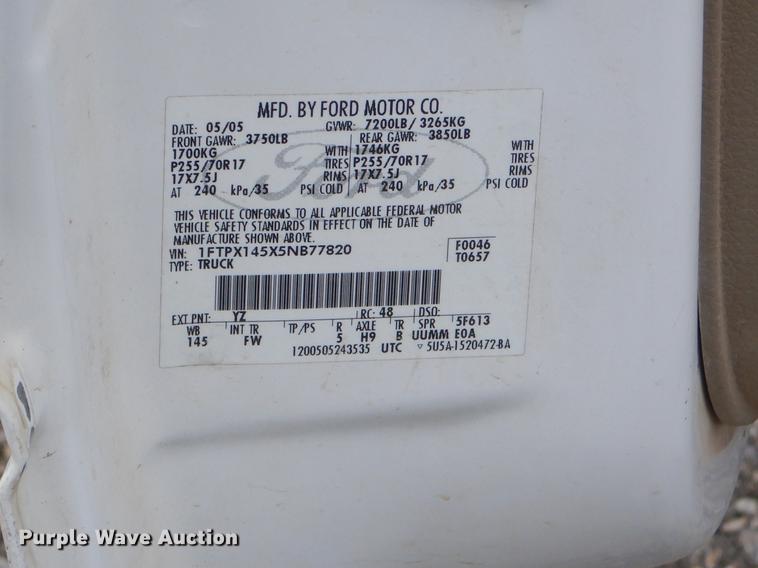 MFD. BY FORD MOTOR CO.
DATE: 05/05 GVWR: 7200LB/ 3265KG
FRONT GAWR: 3750LB REAR GAWR: 3850LB
1700KG WITH 1746KG WITH
P255/70R17 TIRES P255/70R17 TIRES
17X7.5J RIMS 17X7.5J RIMS
AT 240 kPa/35 PSI COLD AT 240 kPa/35 PSI COLD
Ford
THIS VEHICLE CONFORMS TO ALL APPLICABLE FEDERAL MOTOR
VEHICLE SAFETY STANDARDS IN EFFECT ON THE DATE OF
MANUFACTURE SHOWN ABOVE.
VIN: 1FTPX145X5NB77820 F0046
TYPE: TRUCK T0657
EXT PNT: YZ RC: 48 DSO:
WB INT TR TP/PS R AXLE TR SPR 5F613
145 FW 5 H9 B UUMM E0A
1200505243535 UTC ▽ 5U5A-1520472-BA
Purple Wave Auction